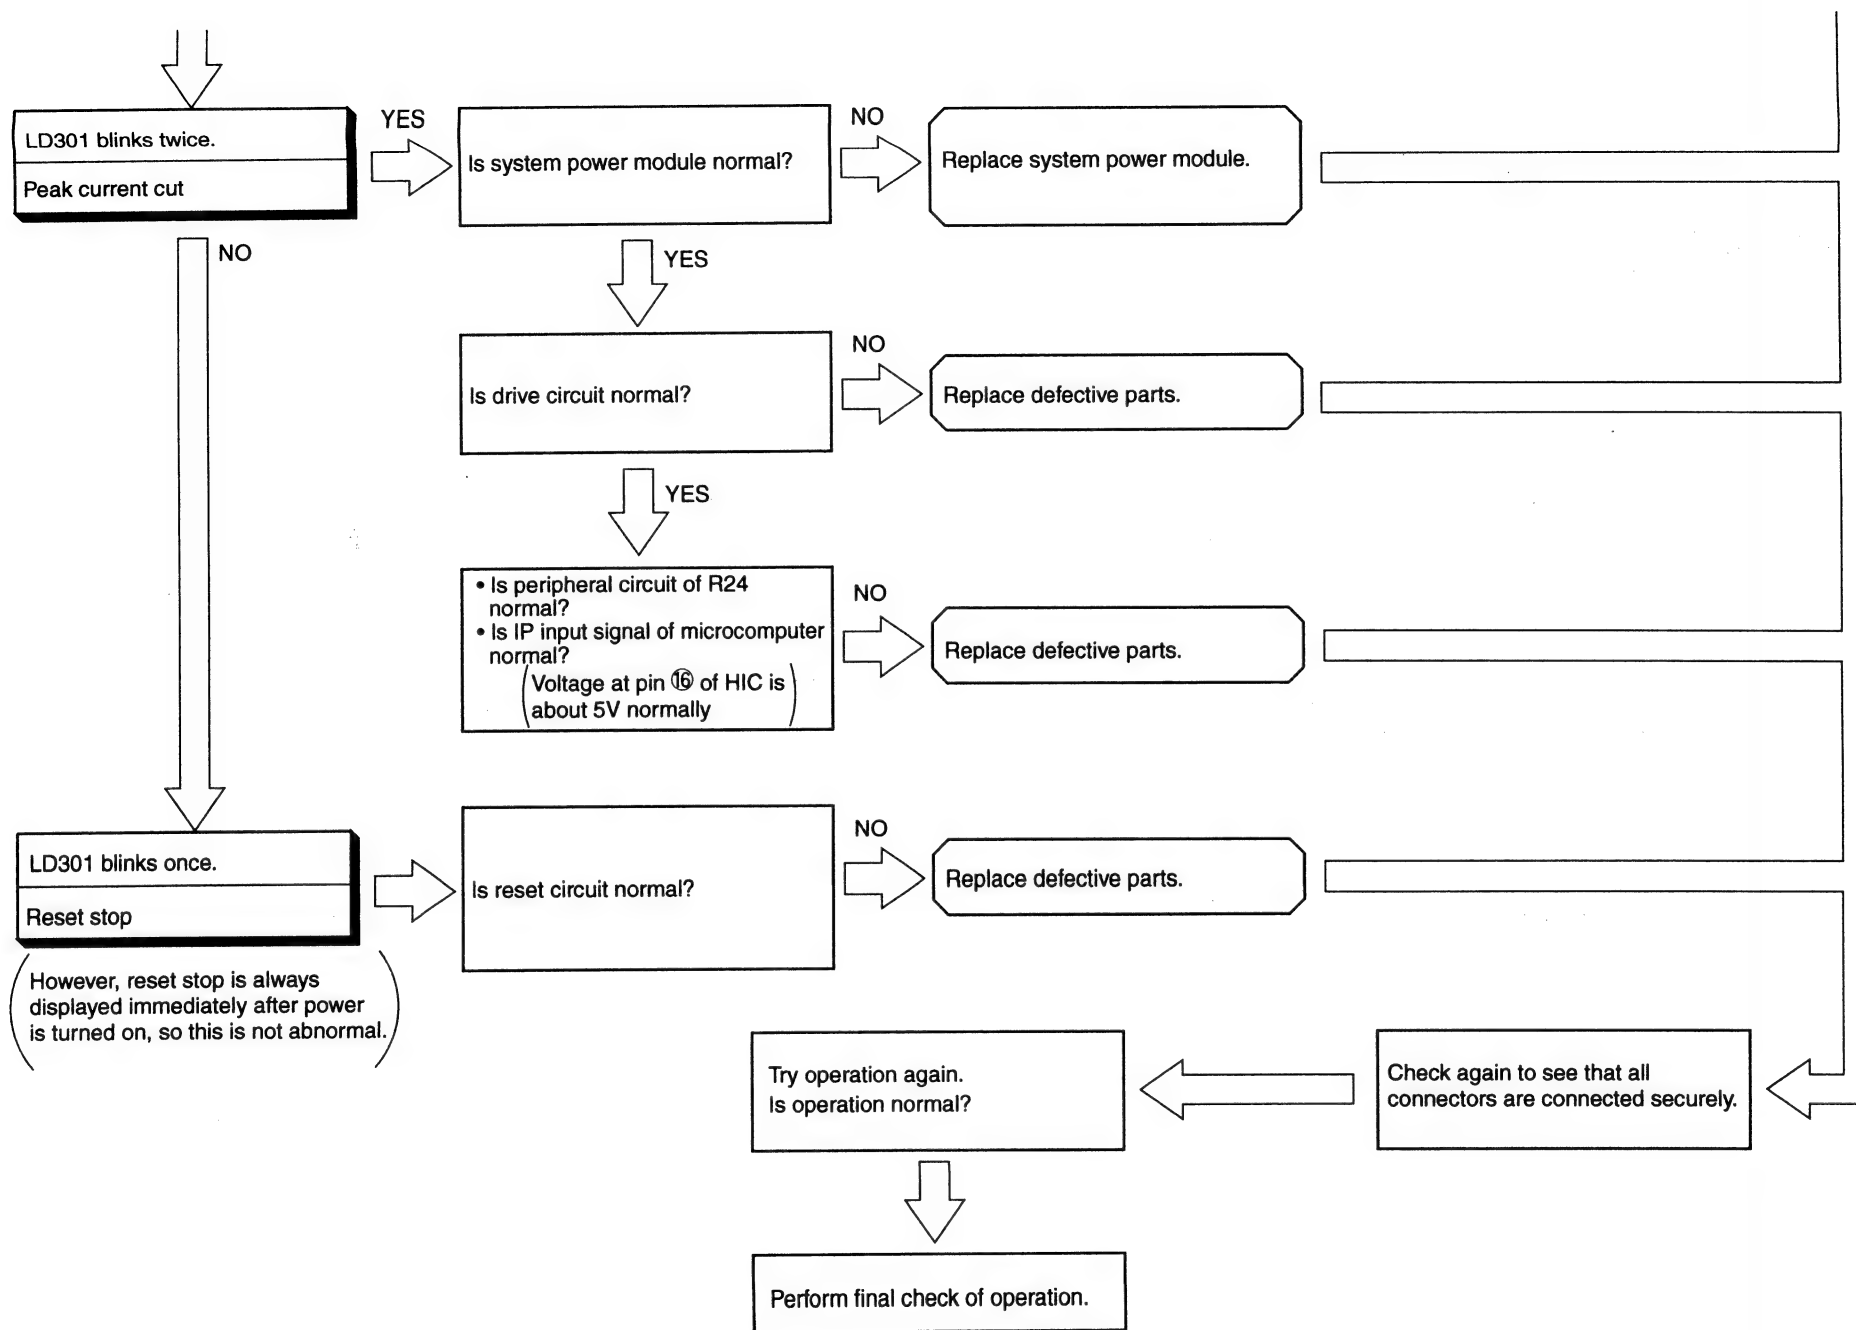 LD301 blinks twice.
Peak current cut
YES
Is system power module normal?
NO
Replace system power module.
NO
YES
Is drive circuit normal?
NO
Replace defective parts.
YES
• Is peripheral circuit of R24
normal?
• Is IP input signal of microcomputer
normal?
(Voltage at pin ⑯ of HIC is
about 5V normally)
NO
Replace defective parts.
LD301 blinks once.
Reset stop
(However, reset stop is always
displayed immediately after power
is turned on, so this is not abnormal.)
Is reset circuit normal?
NO
Replace defective parts.
Check again to see that all
connectors are connected securely.
Try operation again.
Is operation normal?
Perform final check of operation.